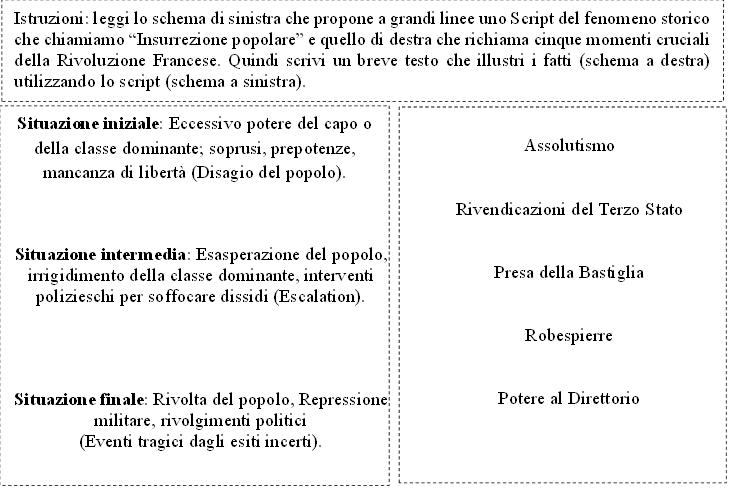 Istruzioni: leggi lo schema di sinistra che propone a grandi linee uno Script del fenomeno storico
che chiamiamo “Insurrezione popolare” e quello di destra che richiama cinque momenti cruciali
della Rivoluzione Francese. Quindi scrivi un breve testo che illustri i fatti (schema a destra)
utilizzando lo script (schema a sinistra).
Situazione iniziale: Eccessivo potere del capo o
della classe dominante; soprusi, prepotenze,
mancanza di libertà (Disagio del popolo).
Situazione intermedia: Esasperazione del popolo,
irrigidimento della classe dominante, interventi
polizieschi per soffocare dissidi (Escalation).
Situazione finale: Rivolta del popolo, Repressione
militare, rivolgimenti politici
(Eventi tragici dagli esiti incerti).
Assolutismo
Rivendicazioni del Terzo Stato
Presa della Bastiglia
Robespierre
Potere al Direttorio